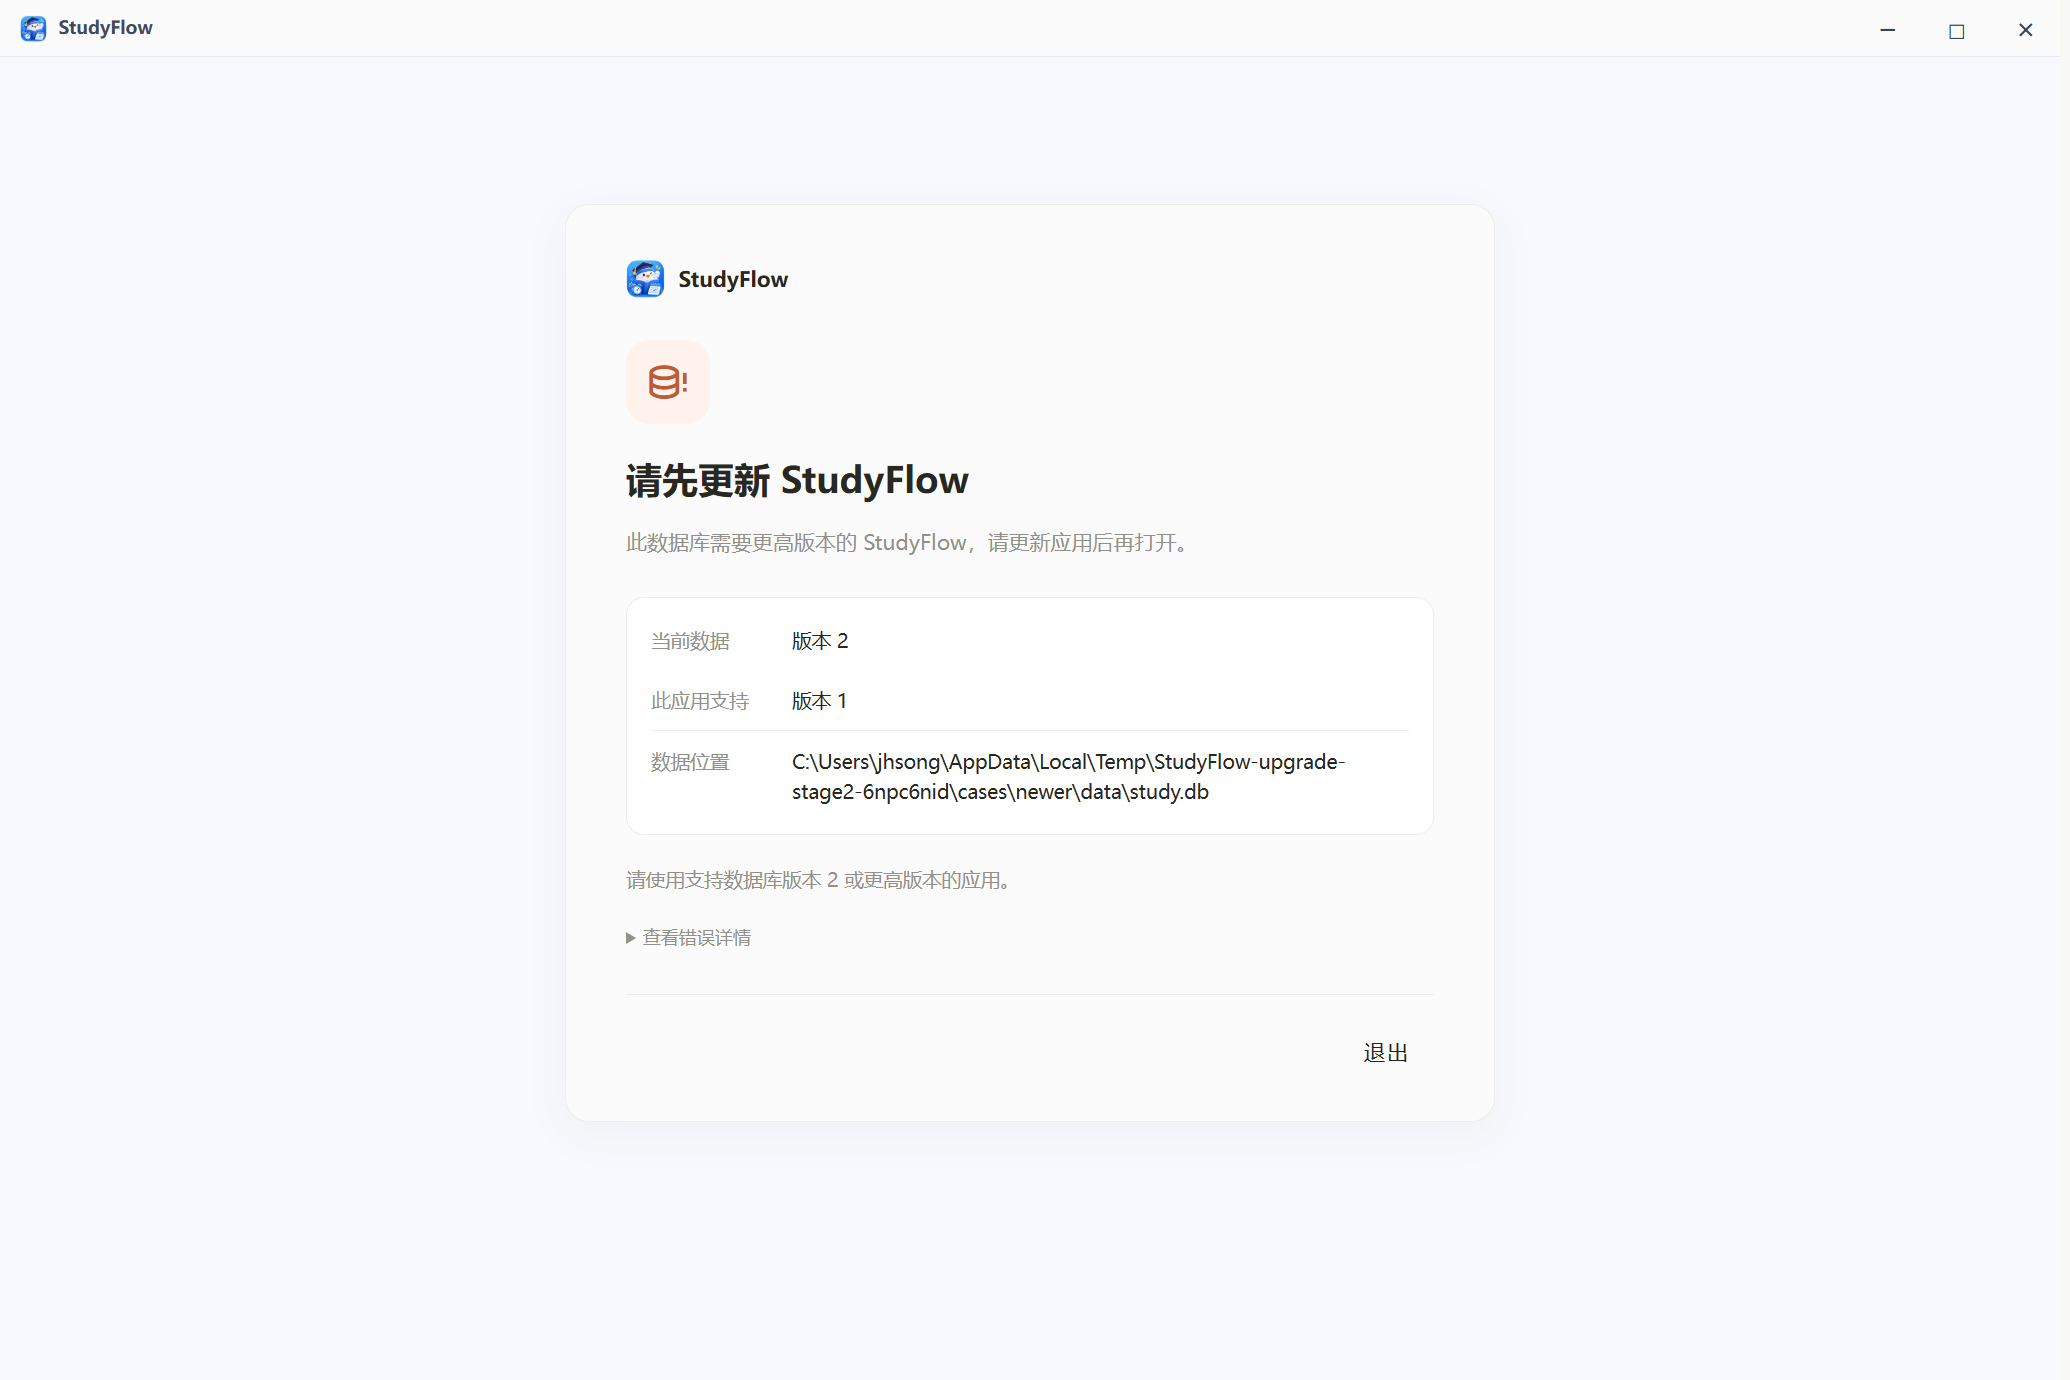 StudyFlow
StudyFlow
请先更新 StudyFlow
此数据库需要更高版本的 StudyFlow，请更新应用后再打开。
当前数据 版本 2
此应用支持 版本 1
数据位置 C:\Users\jhsong\AppData\Local\Temp\StudyFlow-upgrade-
stage2-6npc6nid\cases\newer\data\study.db
请使用支持数据库版本 2 或更高版本的应用。
查看错误详情
退出